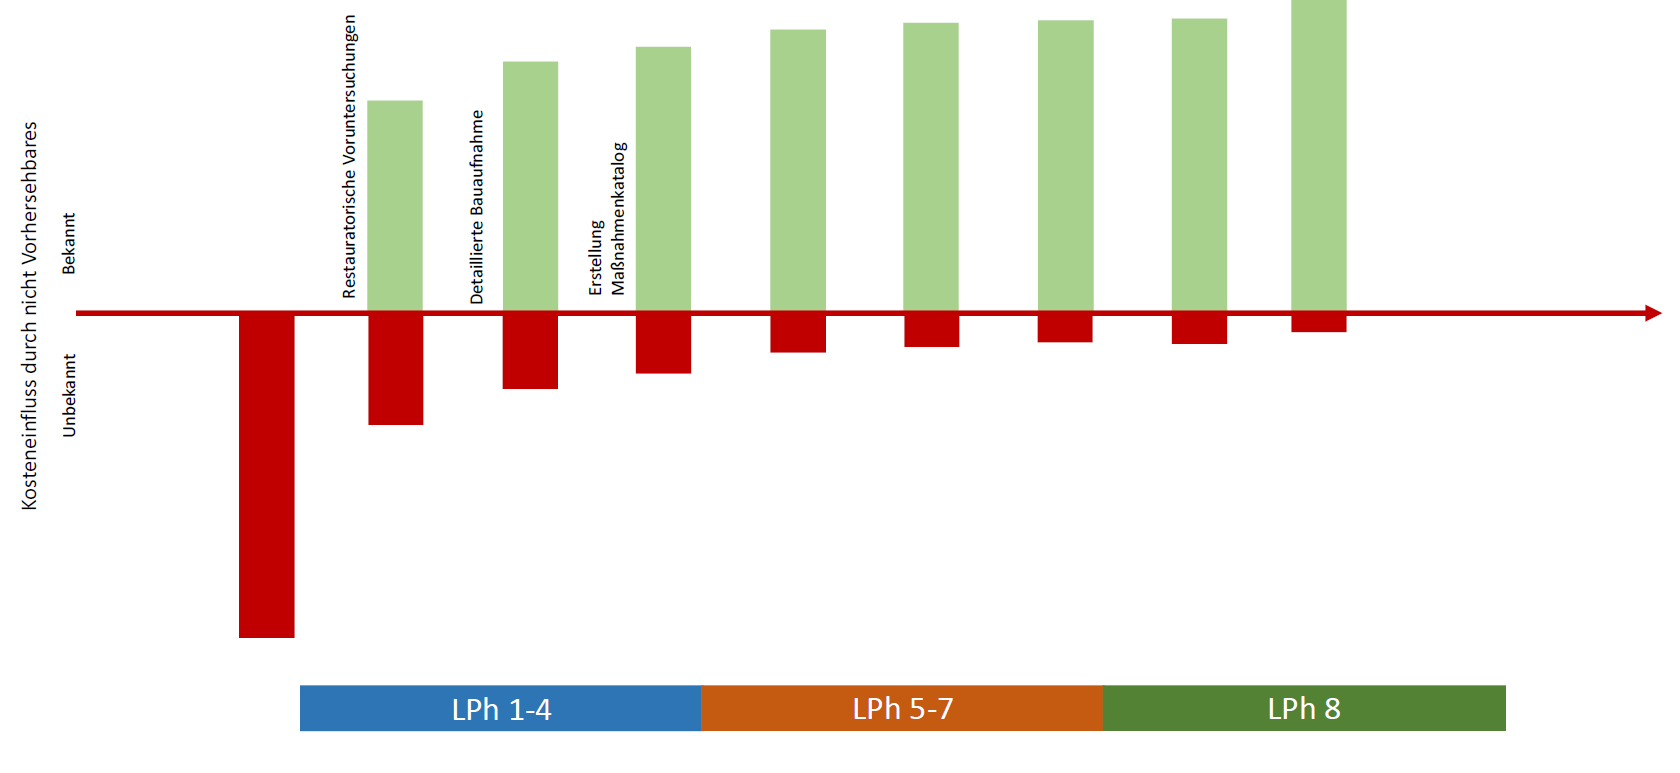 Kosteneinfluss durch nicht Vorhersehbares
Bekannt
Unbekannt
Restauratorische Voruntersuchungen
Detaillierte Bauaufnahme
Erstellung
Maßnahmenkatalog
LPh 1-4
LPh 5-7
LPh 8